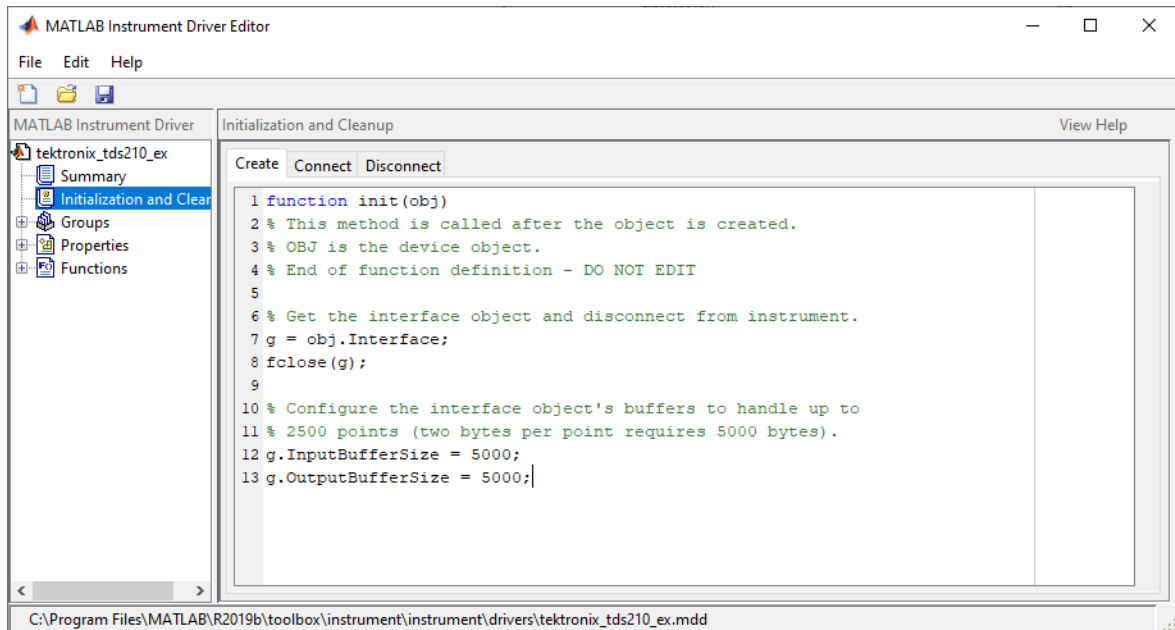 MATLAB Instrument Driver Editor
File Edit Help
MATLAB Instrument Driver
Initialization and Cleanup
View Help
tektronix_tds210_ex
Summary
Initialization and Clear
Groups
Properties
Functions
Create Connect Disconnect
1 function init(obj)
2 % This method is called after the object is created.
3 % OBJ is the device object.
4 % End of function definition - DO NOT EDIT
5
6 % Get the interface object and disconnect from instrument.
7 g = obj.Interface;
8 fclose(g);
9
10 % Configure the interface object's buffers to handle up to
11 % 2500 points (two bytes per point requires 5000 bytes).
12 g.InputBufferSize = 5000;
13 g.OutputBufferSize = 5000;
C:\Program Files\MATLAB\R2019b\toolbox\instrument\instrument\drivers\tektronix_tds210_ex.mdd